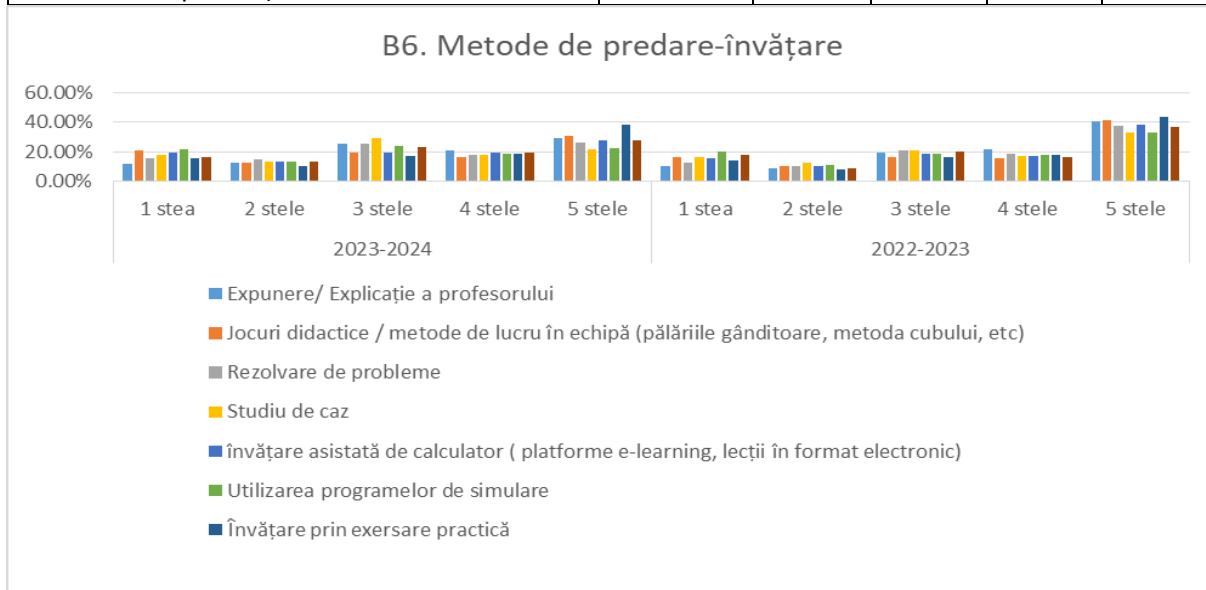 B6. Metode de predare-învățare
60.00%
40.00%
20.00%
0.00%
1 stea 2 stele 3 stele 4 stele 5 stele 1 stea 2 stele 3 stele 4 stele 5 stele
2023-2024 2022-2023
Expunere/ Explicație a profesorului
Jocuri didactice / metode de lucru în echipă (pălăriile gânditoare, metoda cubului, etc)
Rezolvare de probleme
Studiu de caz
învățare asistată de calculator ( platforme e-learning, lecții în format electronic)
Utilizarea programelor de simulare
Învățare prin exersare practică